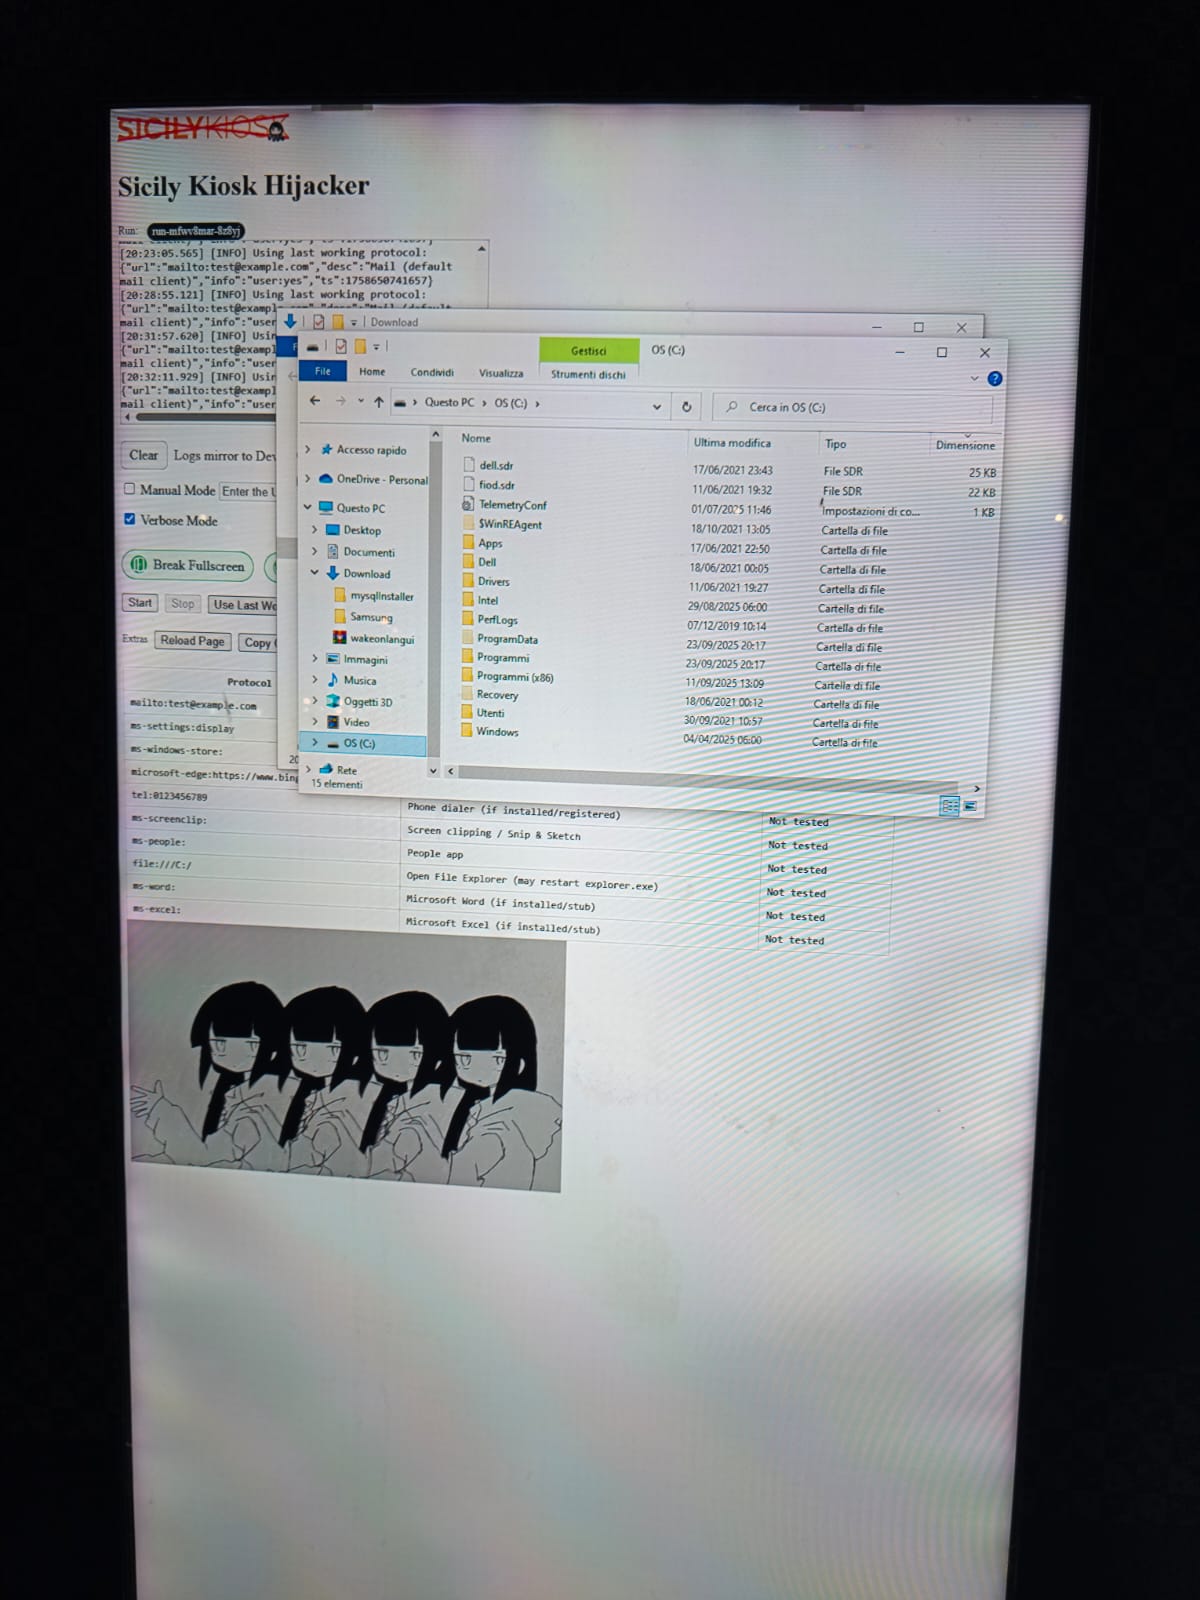 SICILYKIOSK
Sicily Kiosk Hijacker
Run: run-mfwv8mar-8z8yj
[20:23:05.565] [INFO] Using last working protocol:
{"url":"mailto:test@example.com","desc":"Mail (default
mail client)","info":"user:yes","ts":1758650741657}
[20:28:55.121] [INFO] Using last working protocol:
{"url":"mailto:test@example
mail client)","info":"user
[20:31:57.620] [INFO] Usin
{"url":"mailto:test@exampl
mail client)","info":"user
[20:32:11.929] [INFO] Usin
{"url":"mailto:test@exampl
mail client)","info":"user
Clear Logs mirror to Dev
Manual Mode Enter the U
Verbose Mode
Break Fullscreen
Start Stop Use Last Wo
Extras Reload Page Copy
Protocol
mailto:test@example.com
ms-settings:display
ms-windows-store:
microsoft-edge:https://www.bing
tel:0123456789 Phone dialer (if installed/registered) Not tested
ms-screenclip: Screen clipping / Snip & Sketch Not tested
ms-people: People app Not tested
file:///C:/ Open File Explorer (may restart explorer.exe) Not tested
ms-word: Microsoft Word (if installed/stub) Not tested
ms-excel: Microsoft Excel (if installed/stub) Not tested
Download
Gestisci OS (C:)
File Home Condividi Visualizza Strumenti dischi
Questo PC OS (C:) Cerca in OS (C:)
Accesso rapido
OneDrive - Personal
Questo PC
Desktop
Documenti
Download
mysqlInstaller
Samsung
wakeonlangui
Immagini
Musica
Oggetti 3D
Video
OS (C:)
Rete
Nome Ultima modifica Tipo Dimensione
dell.sdr 17/06/2021 23:43 File SDR 25 KB
fiod.sdr 11/06/2021 19:32 File SDR 22 KB
TelemetryConf 01/07/2025 11:46 Impostazioni di co... 1 KB
$WinREAgent 18/10/2021 13:05 Cartella di file
Apps 17/06/2021 22:50 Cartella di file
Dell 18/06/2021 00:05 Cartella di file
Drivers 11/06/2021 19:27 Cartella di file
Intel 29/08/2025 06:00 Cartella di file
PerfLogs 07/12/2019 10:14 Cartella di file
ProgramData 23/09/2025 20:17 Cartella di file
Programmi 23/09/2025 20:17 Cartella di file
Programmi (x86) 11/09/2025 13:09 Cartella di file
Recovery 18/06/2021 00:12 Cartella di file
Utenti 30/09/2021 10:57 Cartella di file
Windows 04/04/2025 06:00 Cartella di file
15 elementi